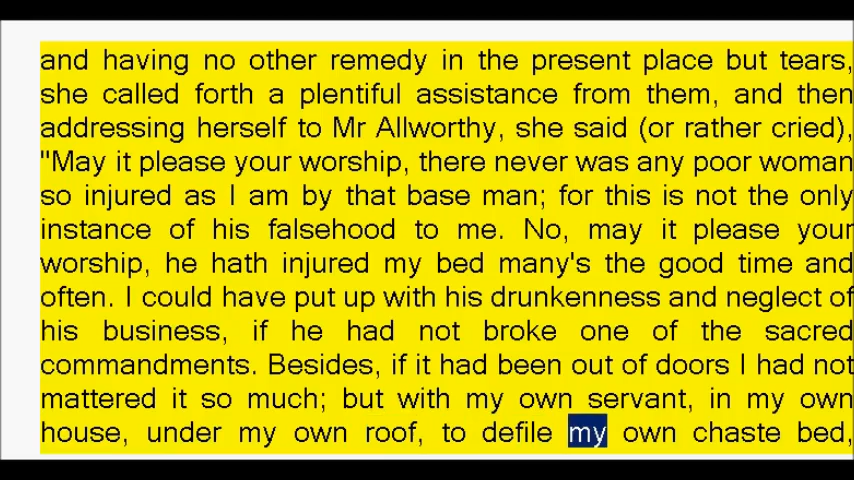 and having no other remedy in the present place but tears,
she called forth a plentiful assistance from them, and then
addressing herself to Mr Allworthy, she said (or rather cried),
"May it please your worship, there never was any poor woman
so injured as I am by that base man; for this is not the only
instance of his falsehood to me. No, may it please your
worship, he hath injured my bed many's the good time and
often. I could have put up with his drunkenness and neglect of
his business, if he had not broke one of the sacred
commandments. Besides, if it had been out of doors I had not
mattered it so much; but with my own servant, in my own
house, under my own roof, to defile my own chaste bed,